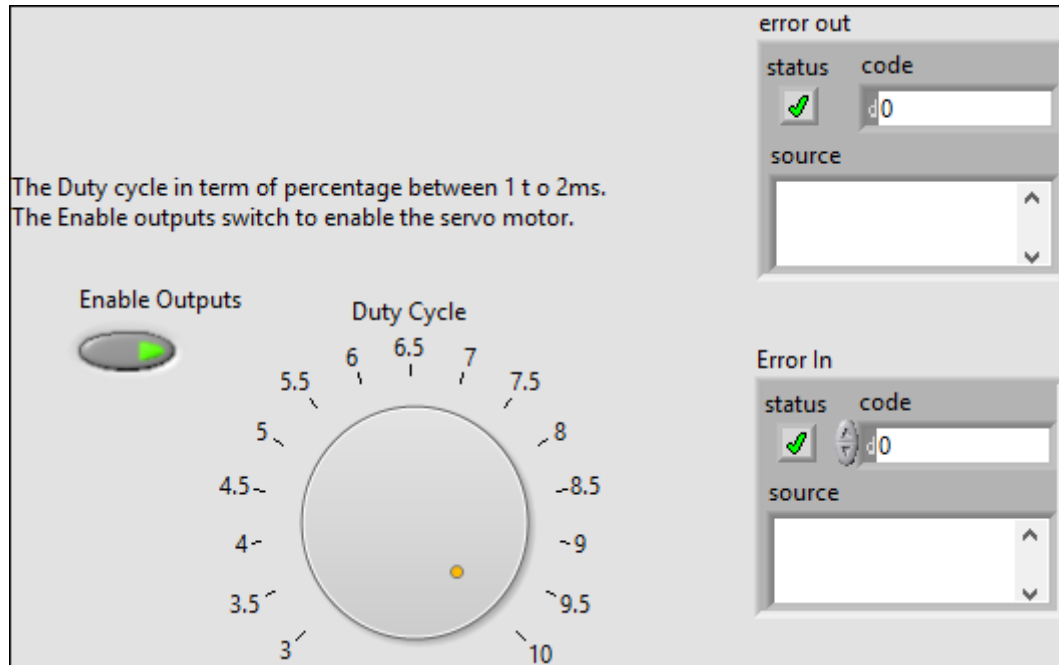 error out
status code
d0
source
The Duty cycle in term of percentage between 1 t o 2ms.
The Enable outputs switch to enable the servo motor.
Enable Outputs
Duty Cycle
3
3.5
4
4.5
5
5.5
6
6.5
7
7.5
8
8.5
9
9.5
10
Error In
status code
d0
source